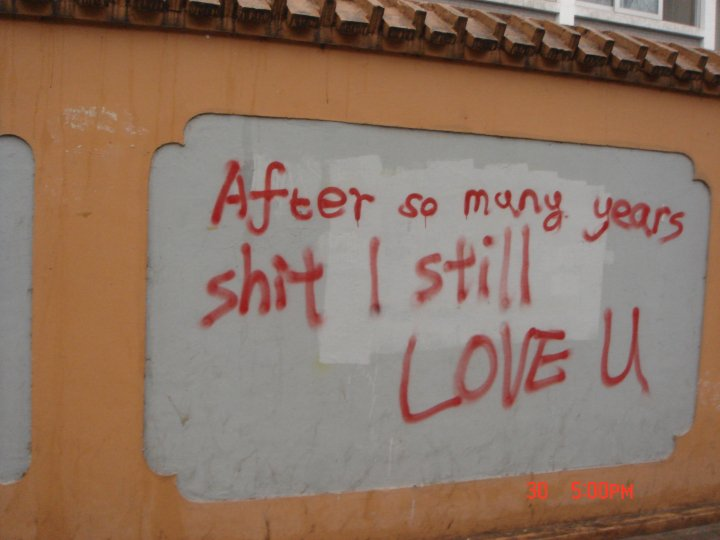 After so many years
shit I still
LOVE U
30 5:00PM